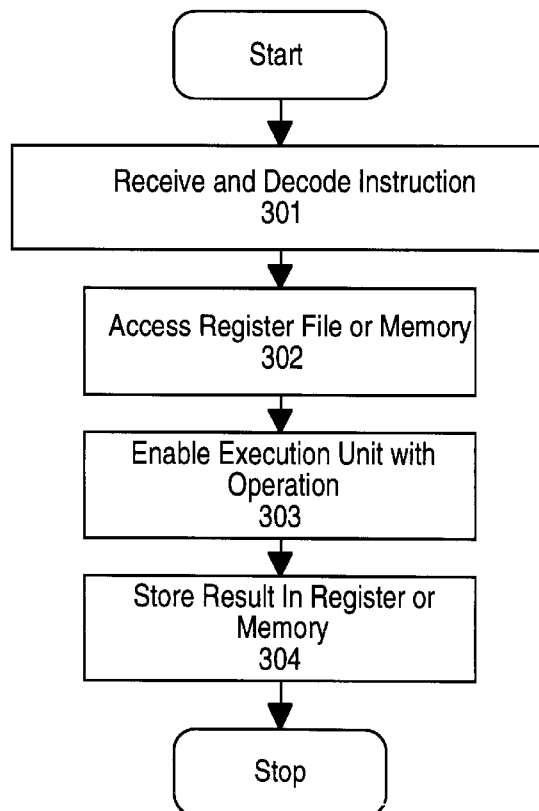 Start
Receive and Decode Instruction
301
Access Register File or Memory
302
Enable Execution Unit with
Operation
303
Store Result In Register or
Memory
304
Stop